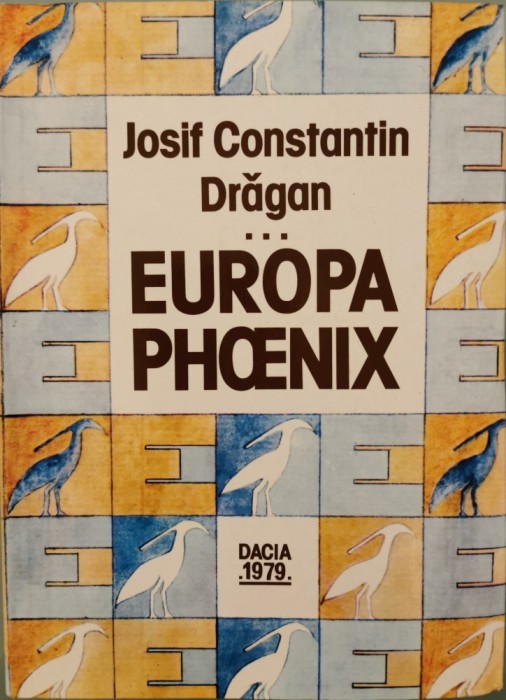 Josif Constantin
Drăgan
...
EUROPA
PHŒNIX
DACIA
.1979.